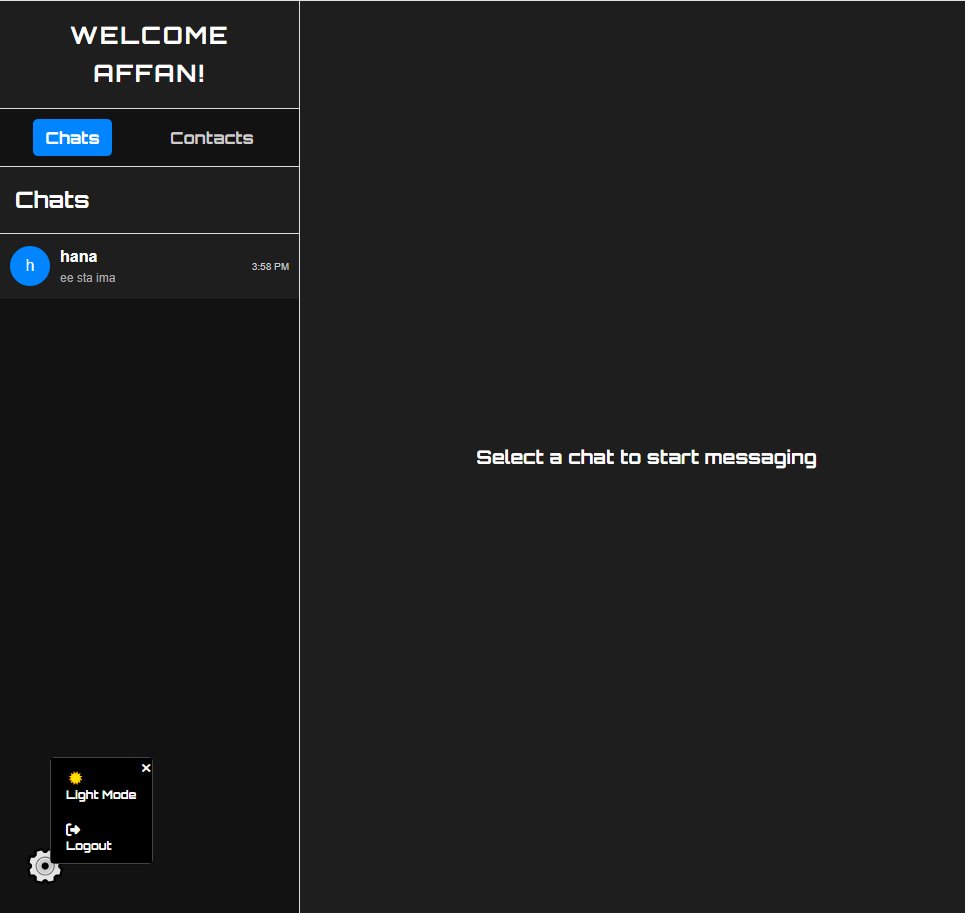 WELCOME
AFFAN!
Chats
Contacts
Chats
h
hana
3:58 PM
ee sta ima
Select a chat to start messaging
Light Mode
Logout